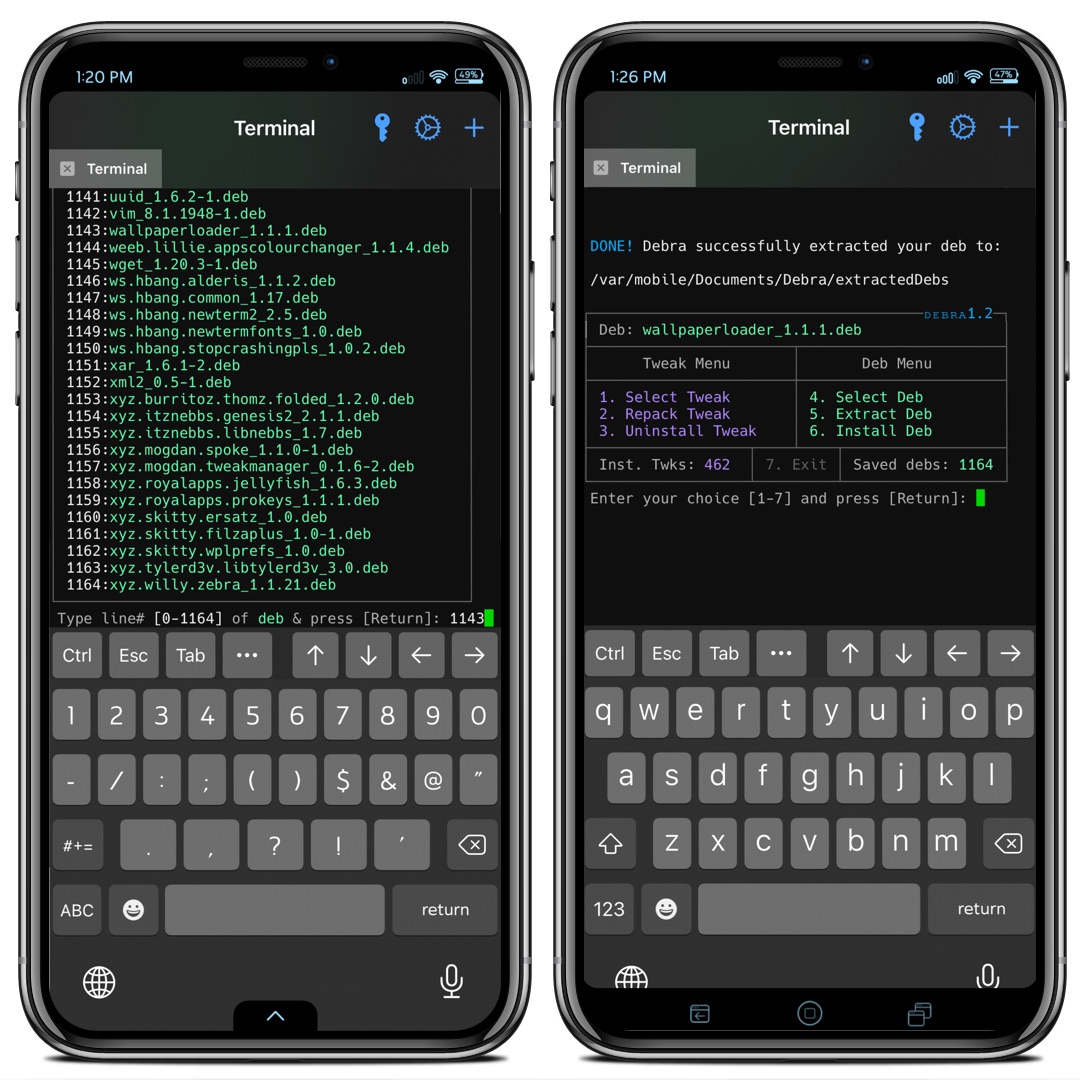 1:20 PM
49%
Terminal
Terminal
1141:uuid_1.6.2-1.deb
1142:vim_8.1.1948-1.deb
1143:wallpaperloader_1.1.1.deb
1144:weeb.lillie.appscolourchanger_1.1.4.deb
1145:wget_1.20.3-1.deb
1146:ws.hbang.alderis_1.1.2.deb
1147:ws.hbang.common_1.17.deb
1148:ws.hbang.newterm2_2.5.deb
1149:ws.hbang.newtermfonts_1.0.deb
1150:ws.hbang.stopcrashingpls_1.0.2.deb
1151:xar_1.6.1-2.deb
1152:xml2_0.5-1.deb
1153:xyz.burritoz.thomz.folded_1.2.0.deb
1154:xyz.itznebbs.genesis2_2.1.1.deb
1155:xyz.itznebbs.libnebbs_1.7.deb
1156:xyz.mogdan.spoke_1.1.0-1.deb
1157:xyz.mogdan.tweakmanager_0.1.6-2.deb
1158:xyz.royalapps.jellyfish_1.6.3.deb
1159:xyz.royalapps.prokeys_1.1.1.deb
1160:xyz.skitty.ersatz_1.0.deb
1161:xyz.skitty.filzaplus_1.0-1.deb
1162:xyz.skitty.wplprefs_1.0.deb
1163:xyz.tylerd3v.libtylerd3v_3.0.deb
1164:xyz.willy.zebra_1.1.21.deb
Type line# [0-1164] of deb & press [Return]: 1143
Ctrl Esc Tab •••  ↑ ↓ ← →
1 2 3 4 5 6 7 8 9 0
- / : ; ( ) $ & @ "
#+= . , ? ! '
ABC return
1:26 PM
47%
Terminal
Terminal
DONE! Debra successfully extracted your deb to:
/var/mobile/Documents/Debra/extractedDebs
DEBRA1.2
Deb: wallpaperloader_1.1.1.deb
Tweak Menu Deb Menu
1. Select Tweak 4. Select Deb
2. Repack Tweak 5. Extract Deb
3. Uninstall Tweak 6. Install Deb
Inst. Twks: 462 7. Exit Saved debs: 1164
Enter your choice [1-7] and press [Return]:
Ctrl Esc Tab ••• ↑ ↓ ← →
q w e r t y u i o p
a s d f g h j k l
z x c v b n m
123 return